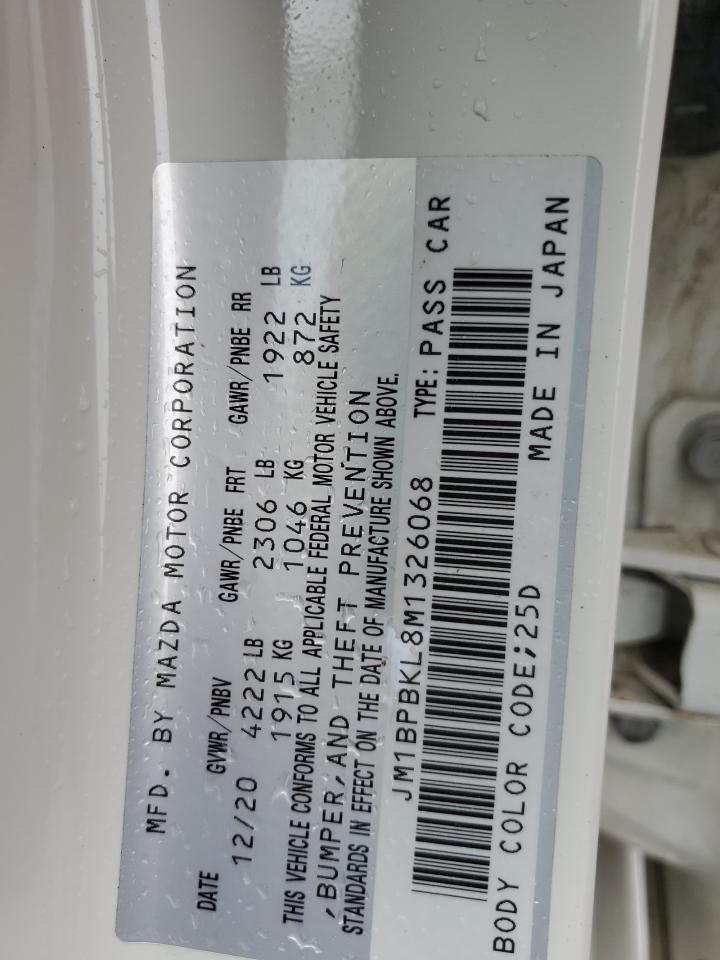 MFD. BY MAZDA MOTOR CORPORATION
DATE GVWR/PNBV GAWR/PNBE FRT GAWR/PNBE RR
12/20 4222 LB 2306 LB 1922 LB
1915 KG 1046 KG 872 KG
THIS VEHICLE CONFORMS TO ALL APPLICABLE FEDERAL MOTOR VEHICLE SAFETY
,BUMPER,AND THEFT PREVENTION
STANDARDS IN EFFECT ON THE DATE OF MANUFACTURE SHOWN ABOVE.
JM1BPBKL8M1326068 TYPE: PASS CAR
BODY COLOR CODE;25D MADE IN JAPAN